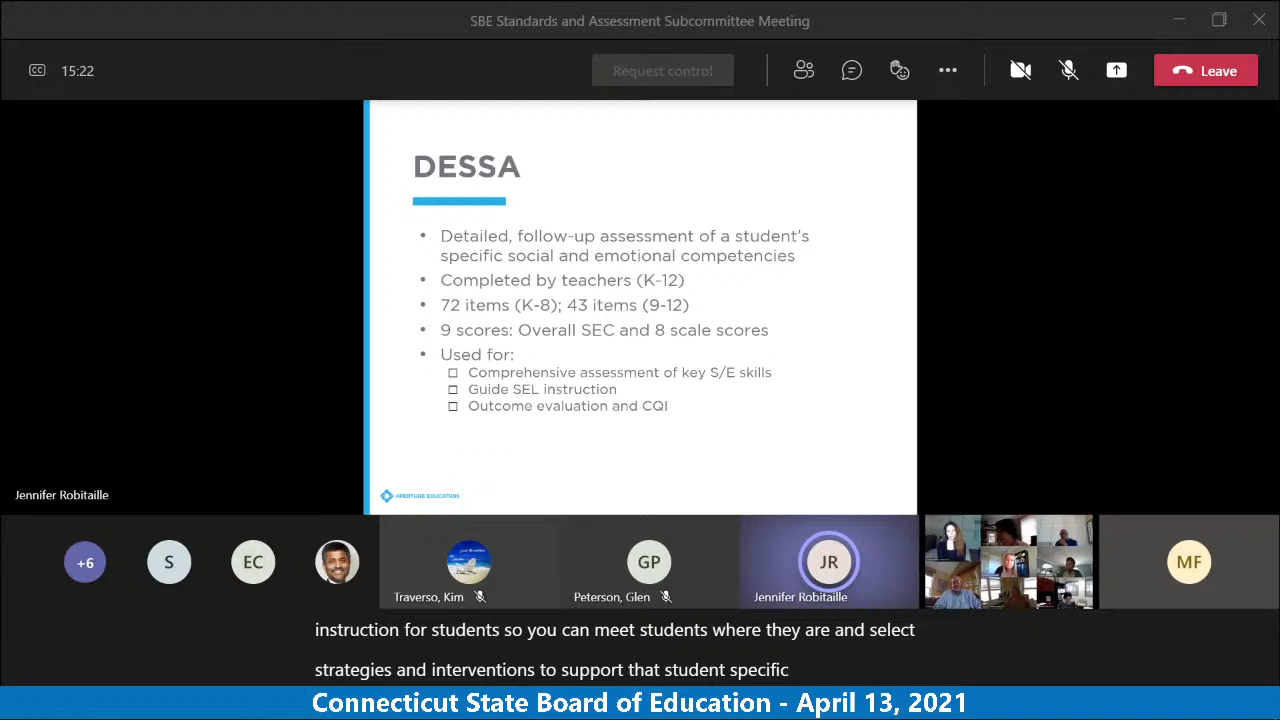 SBE Standards and Assessment Subcommittee Meeting
CC 15:22
Request control
Leave
DESSA
• Detailed, follow-up assessment of a student's
specific social and emotional competencies
• Completed by teachers (K-12)
• 72 items (K-8); 43 items (9-12)
• 9 scores: Overall SEC and 8 scale scores
• Used for:
☐ Comprehensive assessment of key S/E skills
☐ Guide SEL instruction
☐ Outcome evaluation and CQI
Jennifer Robitaille
APERTURE EDUCATION
+6 S EC GP JR MF
Traverso, Kim Peterson, Glen Jennifer Robitaille
instruction for students so you can meet students where they are and select
strategies and interventions to support that student specific
Connecticut State Board of Education - April 13, 2021